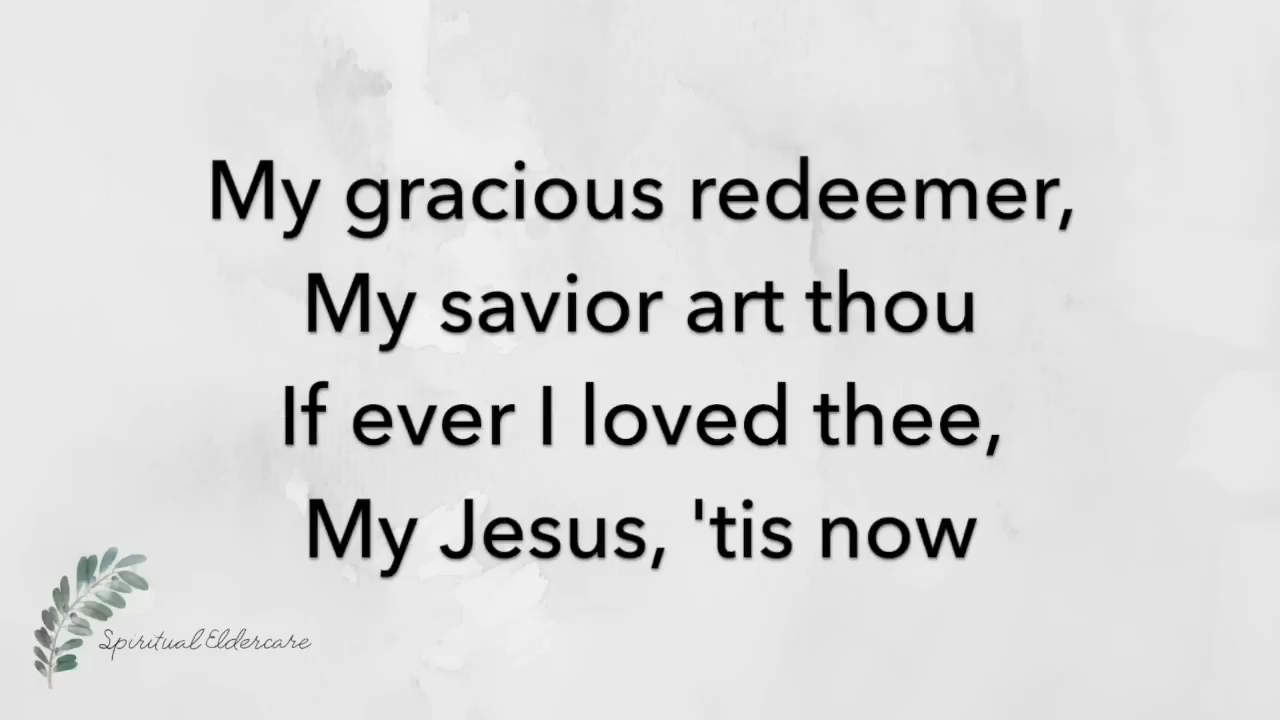 My gracious redeemer,
My savior art thou
If ever I loved thee,
My Jesus, 'tis now
Spiritual Eldercare